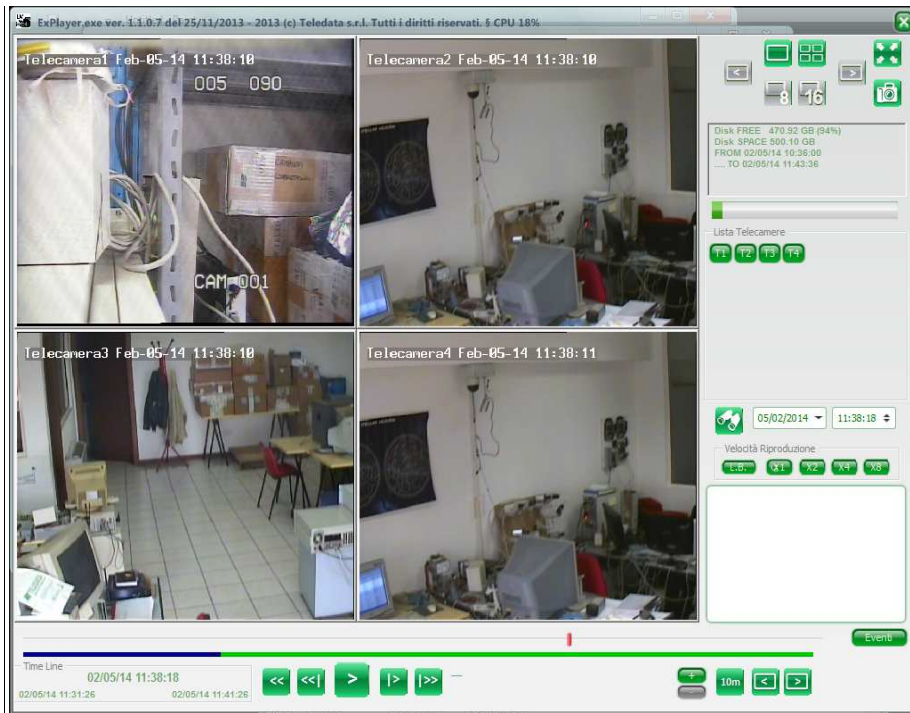 ExPlayer.exe ver. 1.1.0.7 del 25/11/2013 - 2013 (c) Teledata s.r.l. Tutti i diritti riservati. § CPU 18%
Telecamera1 Feb-05-14 11:38:10
005 090
CAM 001
Telecamera2 Feb-05-14 11:38:10
Telecamera3 Feb-05-14 11:38:10
Telecamera4 Feb-05-14 11:38:11
<
>
8
16
Disk FREE 470.92 GB (94%)
Disk SPACE 500.10 GB
FROM 02/05/14 10:36:00
.... TO 02/05/14 11:43:36
Lista Telecamere
T1 T2 T3 T4
05/02/2014 11:38:18
Velocità Riproduzione
L.B. X1 X2 X4 X8
Eventi
Time Line
02/05/14 11:38:18
02/05/14 11:31:26 02/05/14 11:41:26
<< <<| > |> |>>
+
-
10m < >